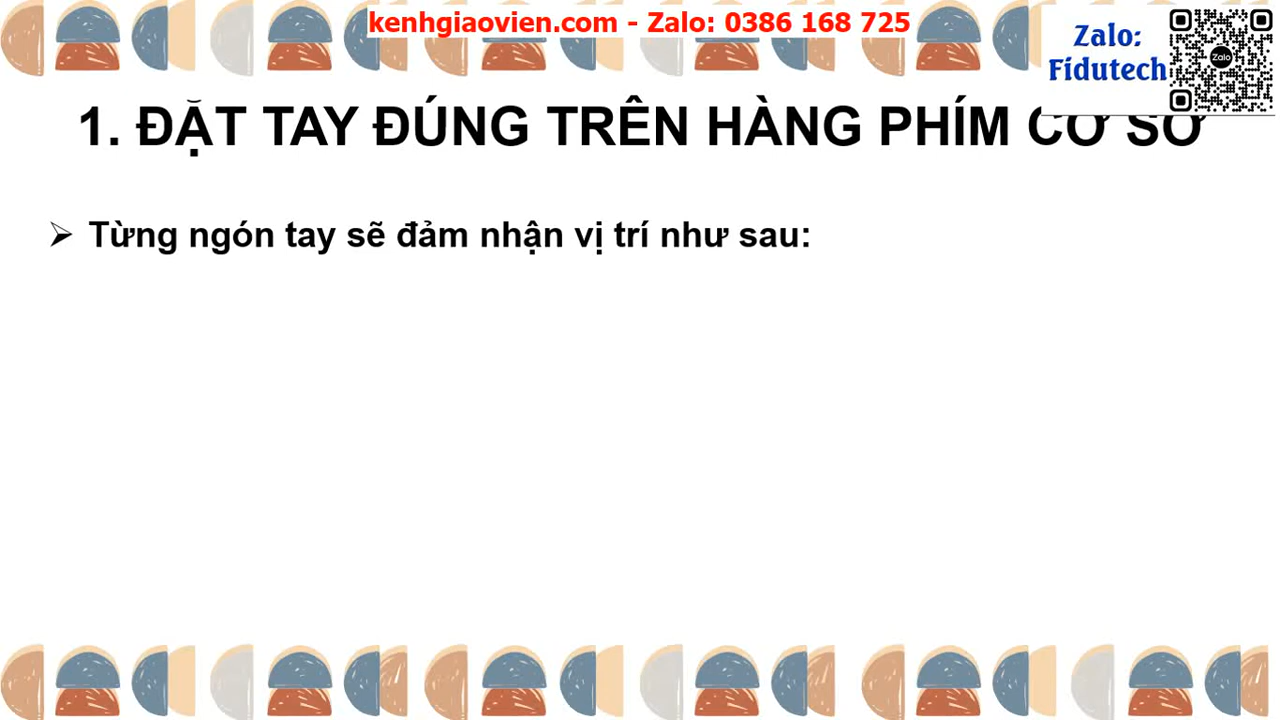 kenhgiaovien.com - Zalo: 0386 168 725
Zalo:
Fidutech
Zalo
1. ĐẶT TAY ĐÚNG TRÊN HÀNG PHÍM CƠ SỞ
Từng ngón tay sẽ đảm nhận vị trí như sau: